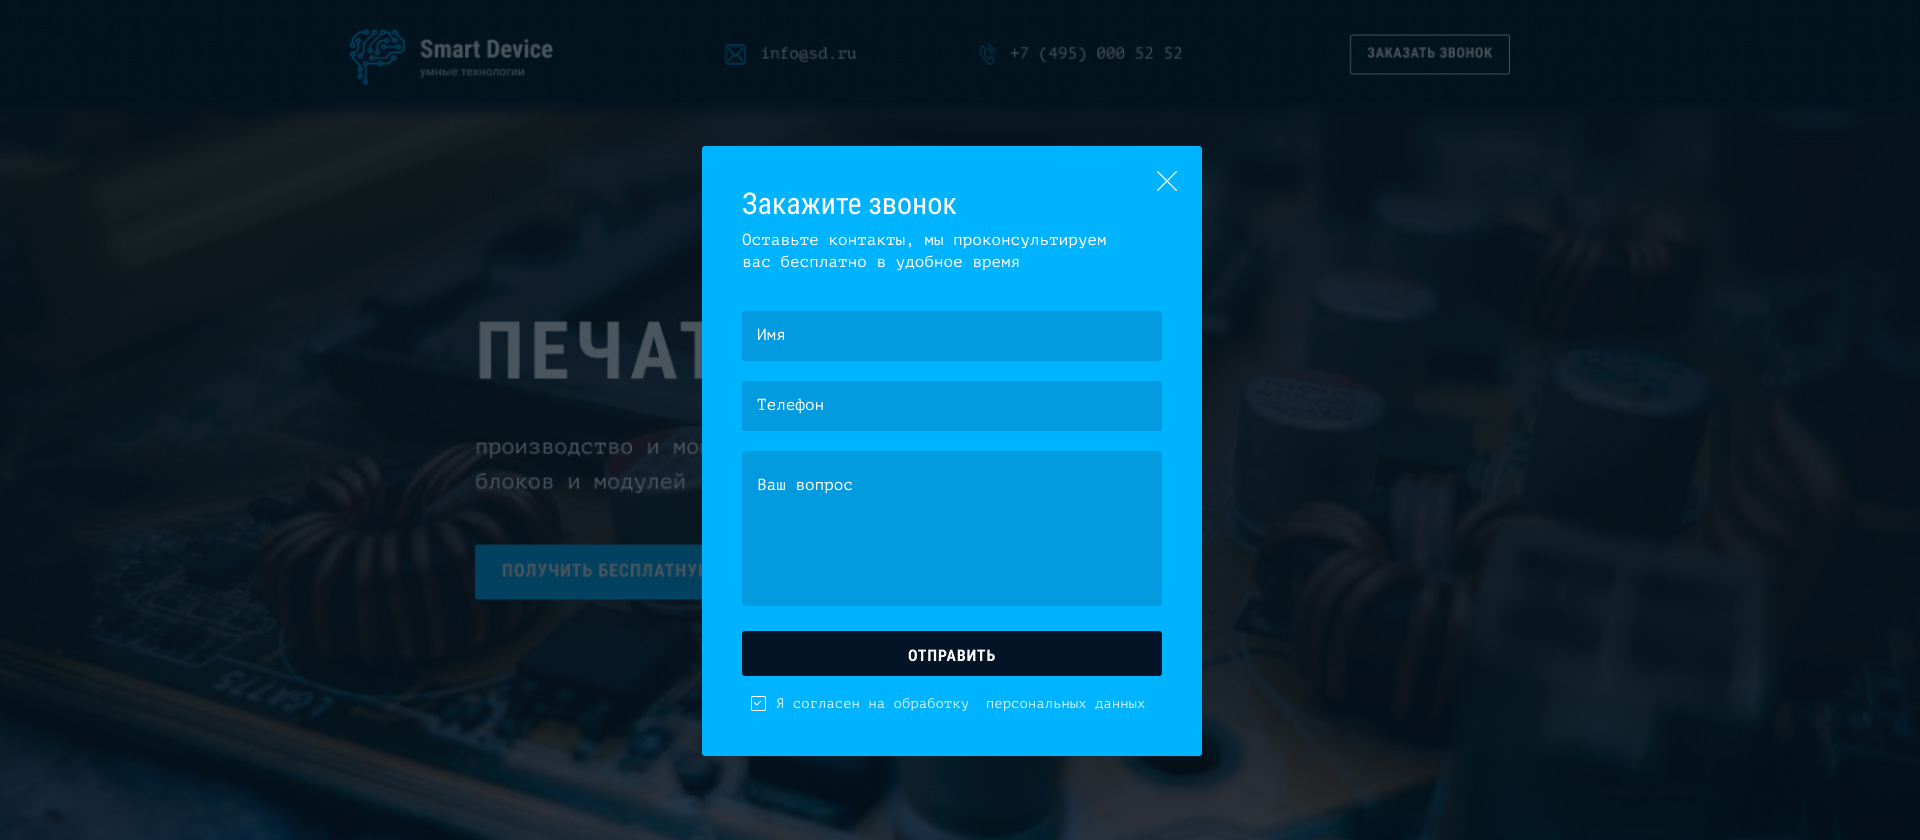 Smart Device
умные технологии
info@sd.ru
+7 (495) 000 52 52
ЗАКАЗАТЬ ЗВОНОК
Закажите звонок
Оставьте контакты, мы проконсультируем
вас бесплатно в удобное время
Имя
Телефон
Ваш вопрос
ОТПРАВИТЬ
Я согласен на обработку персональных данных
ПЕЧАТ
производство и мо
блоков и модулей
ПОЛУЧИТЬ БЕСПЛАТНУ
LGA775